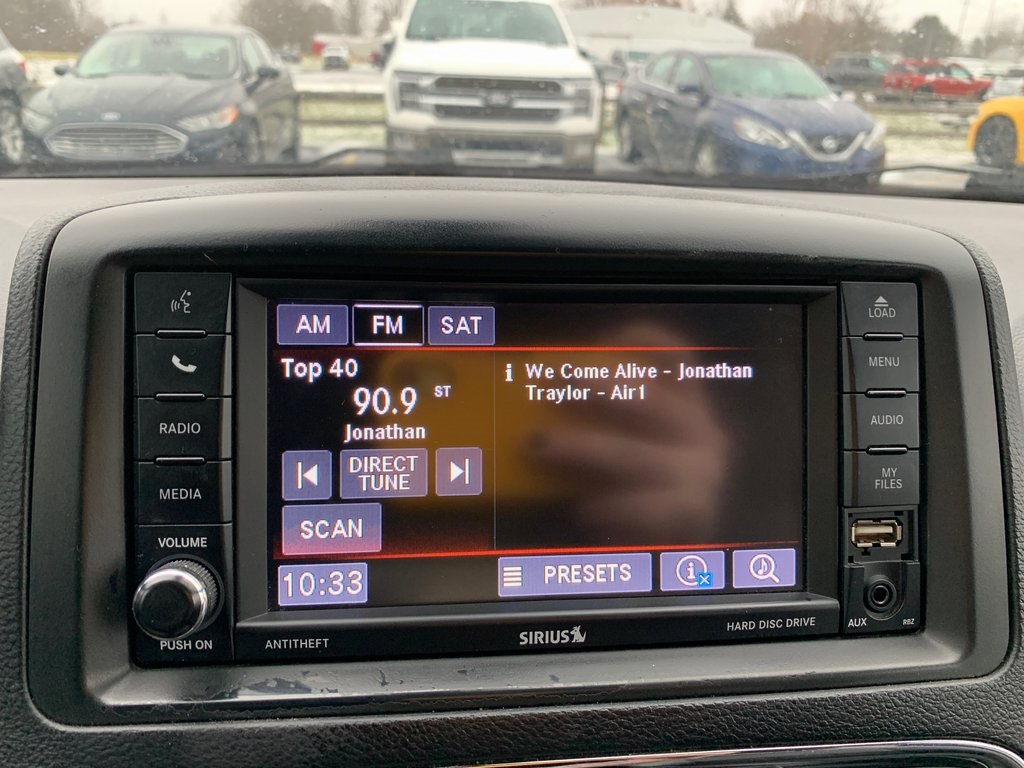 AM
FM
SAT
Top 40
90.9 ST
Jonathan
i We Come Alive - Jonathan
Traylor - Air1
DIRECT
TUNE
SCAN
10:33
PRESETS
i
RADIO
MEDIA
VOLUME
PUSH ON
ANTITHEFT
SIRIUS
HARD DISC DRIVE
LOAD
MENU
AUDIO
MY
FILES
AUX
RBZ